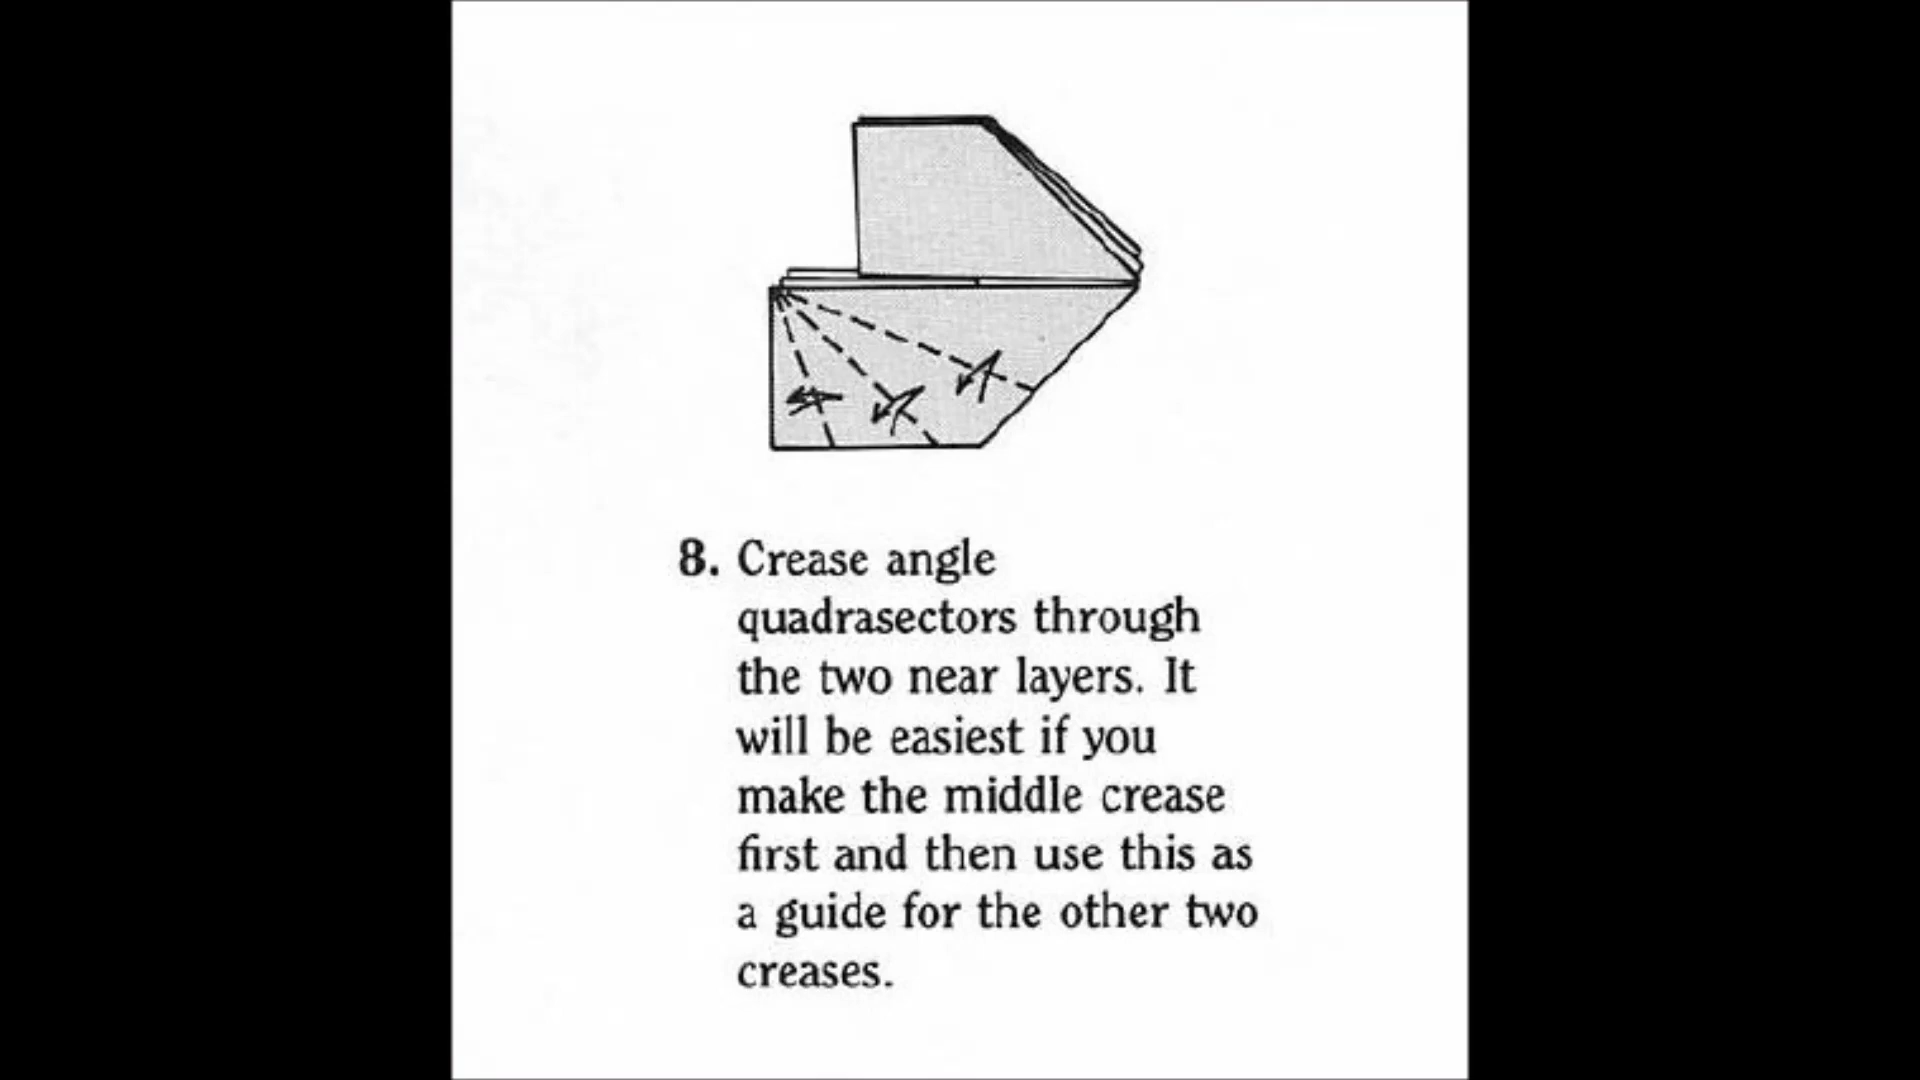 8. Crease angle
quadrasectors through
the two near layers. It
will be easiest if you
make the middle crease
first and then use this as
a guide for the other two
creases.